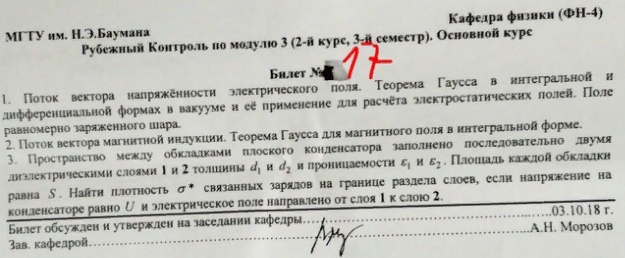 МГТУ им. Н.Э.Баумана
Кафедра физики (ФН-4)
Рубежный Контроль по модулю 3 (2-й курс, 3-й семестр). Основной курс
Билет № 17
1. Поток вектора напряжённости электрического поля. Теорема Гаусса в интегральной и
дифференциальной формах в вакууме и её применение для расчёта электростатических полей. Поле
равномерно заряженного шара.
2. Поток вектора магнитной индукции. Теорема Гаусса для магнитного поля в интегральной форме.
3. Пространство между обкладками плоского конденсатора заполнено последовательно двумя
диэлектрическими слоями 1 и 2 толщины d₁ и d₂ и проницаемости ε₁ и ε₂. Площадь каждой обкладки
равна S. Найти плотность σ* связанных зарядов на границе раздела слоев, если напряжение на
конденсаторе равно U и электрическое поле направлено от слоя 1 к слою 2.
Билет обсужден и утвержден на заседании кафедры.....................................................03.10.18 г.
Зав. кафедрой.....................................................А.Н. Морозов